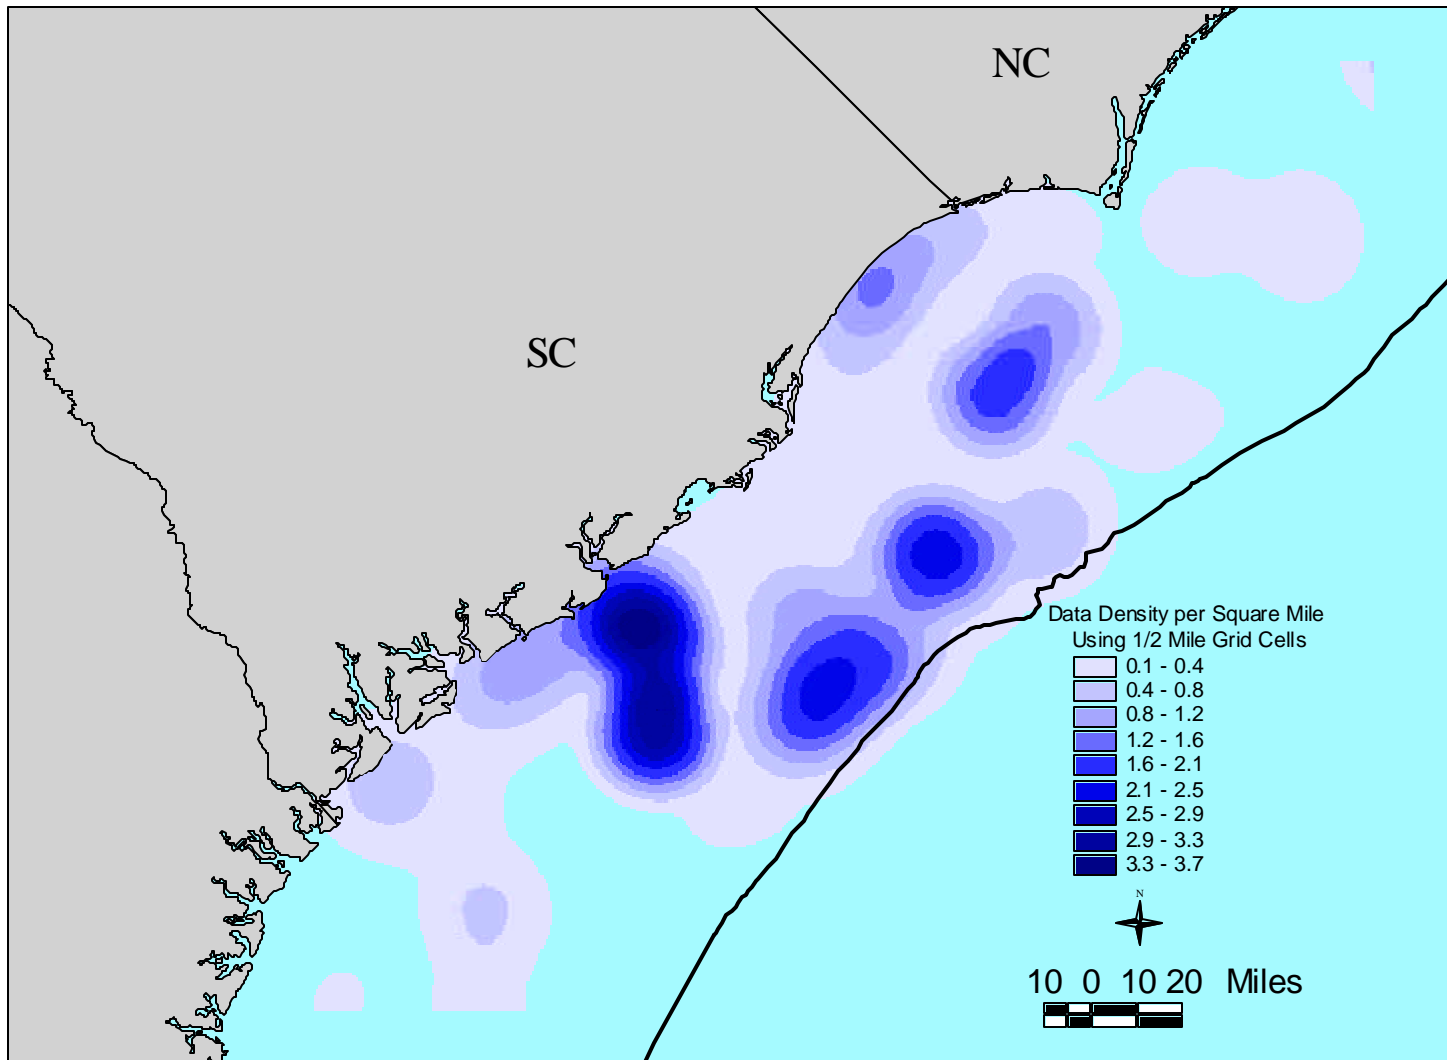 NC
SC
Data Density per Square Mile
Using 1/2 Mile Grid Cells
0.1 - 0.4
0.4 - 0.8
0.8 - 1.2
1.2 - 1.6
1.6 - 2.1
2.1 - 2.5
2.5 - 2.9
2.9 - 3.3
3.3 - 3.7
N
10 0 10 20 Miles